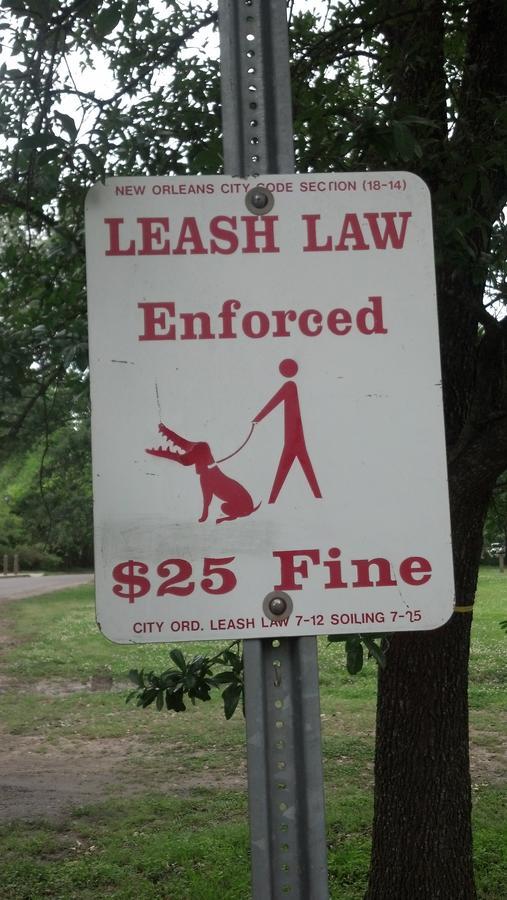 NEW ORLEANS CITY CODE SECTION (18-14)
LEASH LAW
Enforced
$25 Fine
CITY ORD. LEASH LAW 7-12 SOILING 7-25